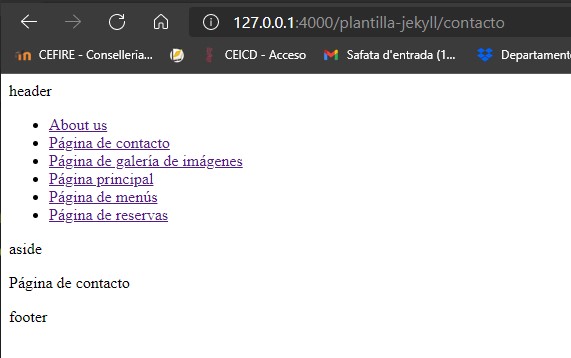 127.0.0.1:4000/plantilla-jekyll/contacto
CEFIRE - Conselleria... CEICD - Acceso Safata d'entrada (1... Departament
header
About us
Página de contacto
Página de galería de imágenes
Página principal
Página de menús
Página de reservas
aside
Página de contacto
footer